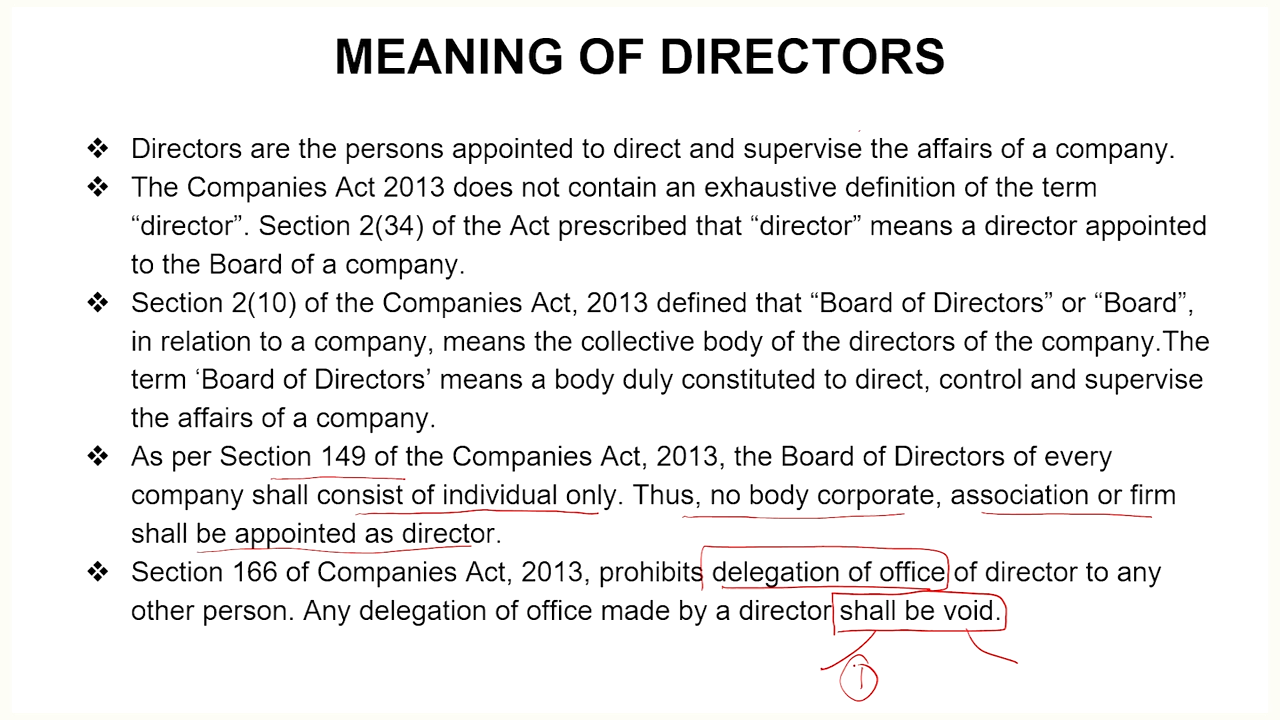 MEANING OF DIRECTORS
❖ Directors are the persons appointed to direct and supervise the affairs of a company.
❖ The Companies Act 2013 does not contain an exhaustive definition of the term
“director”. Section 2(34) of the Act prescribed that “director” means a director appointed
to the Board of a company.
❖ Section 2(10) of the Companies Act, 2013 defined that “Board of Directors” or “Board”,
in relation to a company, means the collective body of the directors of the company.The
term ‘Board of Directors’ means a body duly constituted to direct, control and supervise
the affairs of a company.
❖ As per Section 149 of the Companies Act, 2013, the Board of Directors of every
company shall consist of individual only. Thus, no body corporate, association or firm
shall be appointed as director.
❖ Section 166 of Companies Act, 2013, prohibits delegation of office of director to any
other person. Any delegation of office made by a director shall be void.